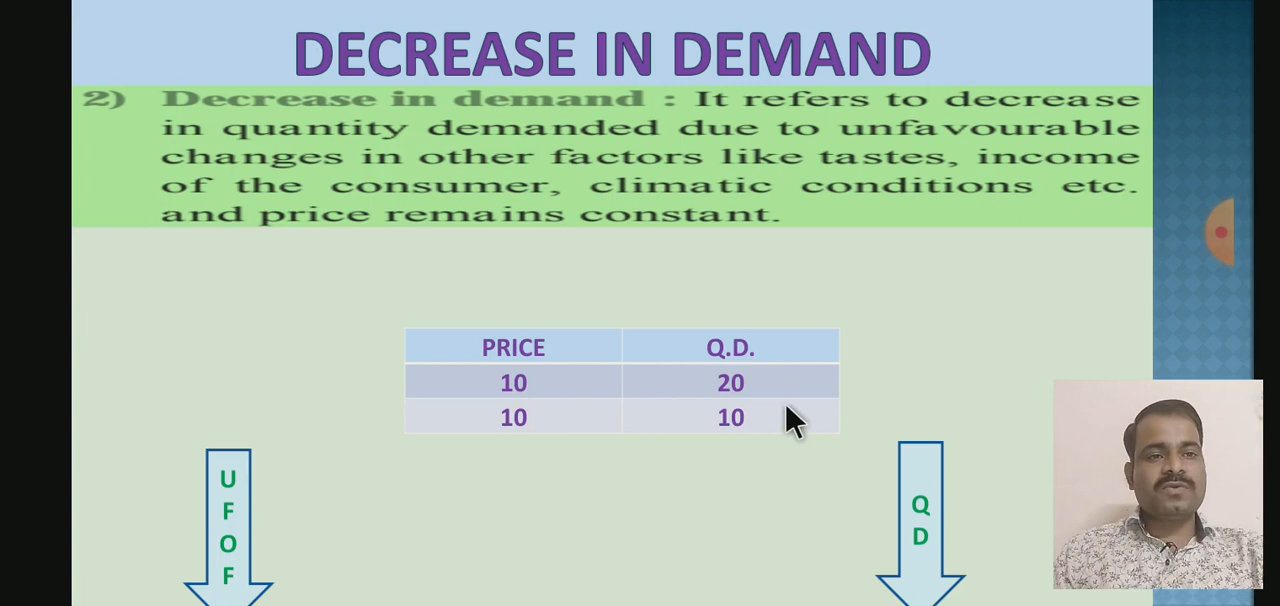 DECREASE IN DEMAND
2) Decrease in demand : It refers to decrease
in quantity demanded due to unfavourable
changes in other factors like tastes, income
of the consumer, climatic conditions etc.
and price remains constant.
PRICE Q.D.
10 20
10 10
U
F
O
F
Q
D